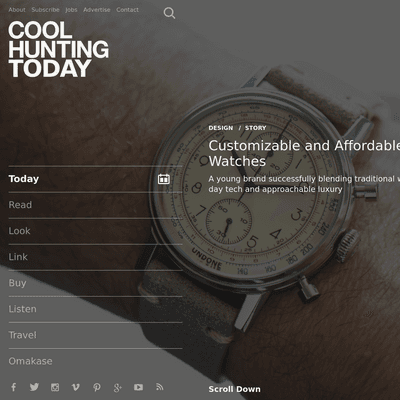 About Subscribe Jobs Advertise Contact
COOL
HUNTING
TODAY
DESIGN / STORY
Customizable and Affordable
Watches
A young brand successfully blending traditional w
day tech and approachable luxury
Today
Read
Look
Link
Buy
Listen
Travel
Omakase
UNDONE
Scroll Down